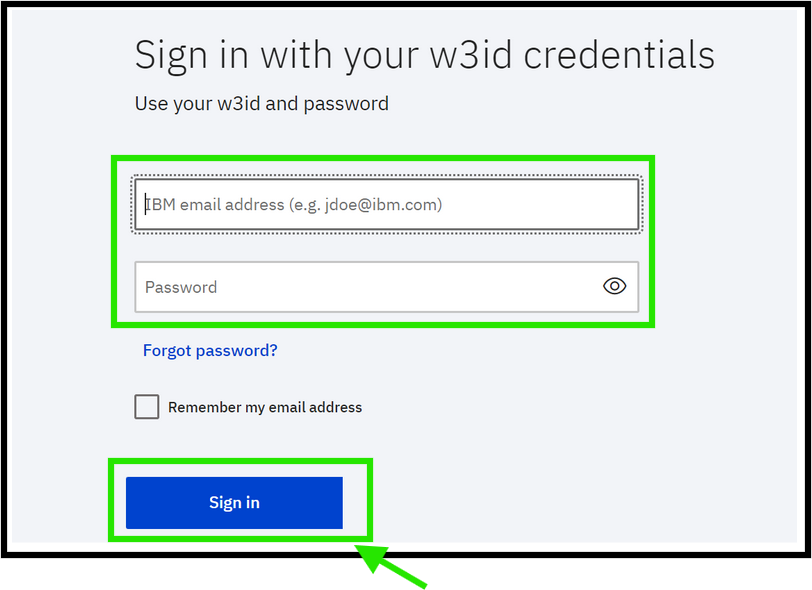 Sign in with your w3id credentials
Use your w3id and password
IBM email address (e.g. jdoe@ibm.com)
Password
Forgot password?
Remember my email address
Sign in